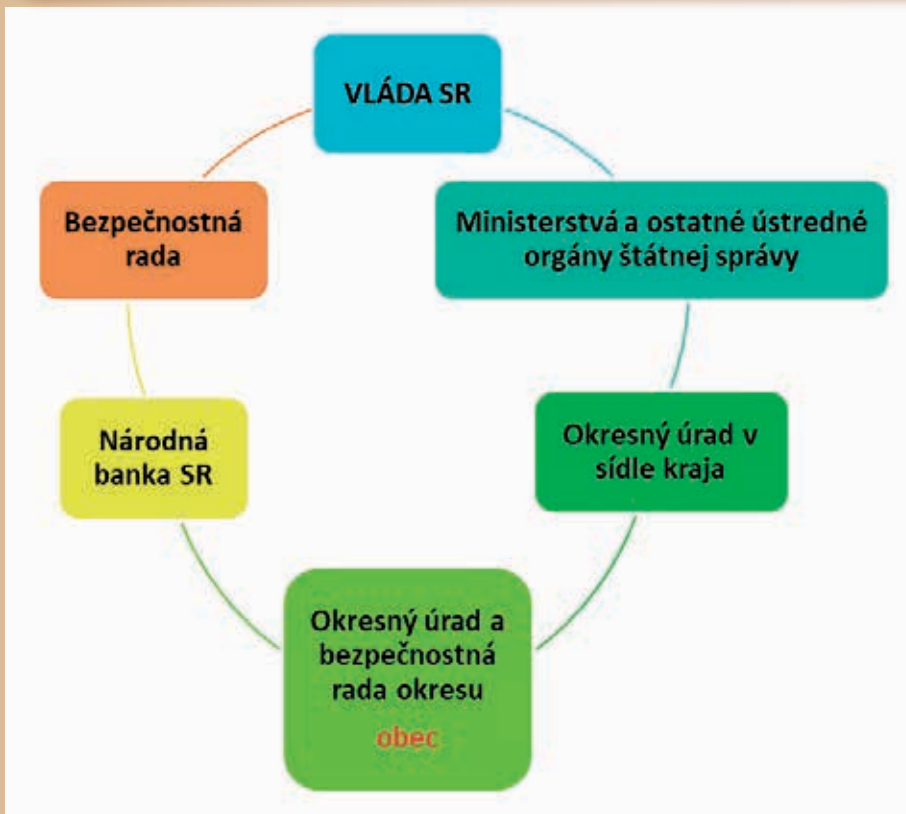 VLÁDA SR
Bezpečnostná
rada
Ministerstvá a ostatné ústredné
orgány štátnej správy
Národná
banka SR
Okresný úrad v
sídle kraja
Okresný úrad a
bezpečnostná
rada okresu
obec